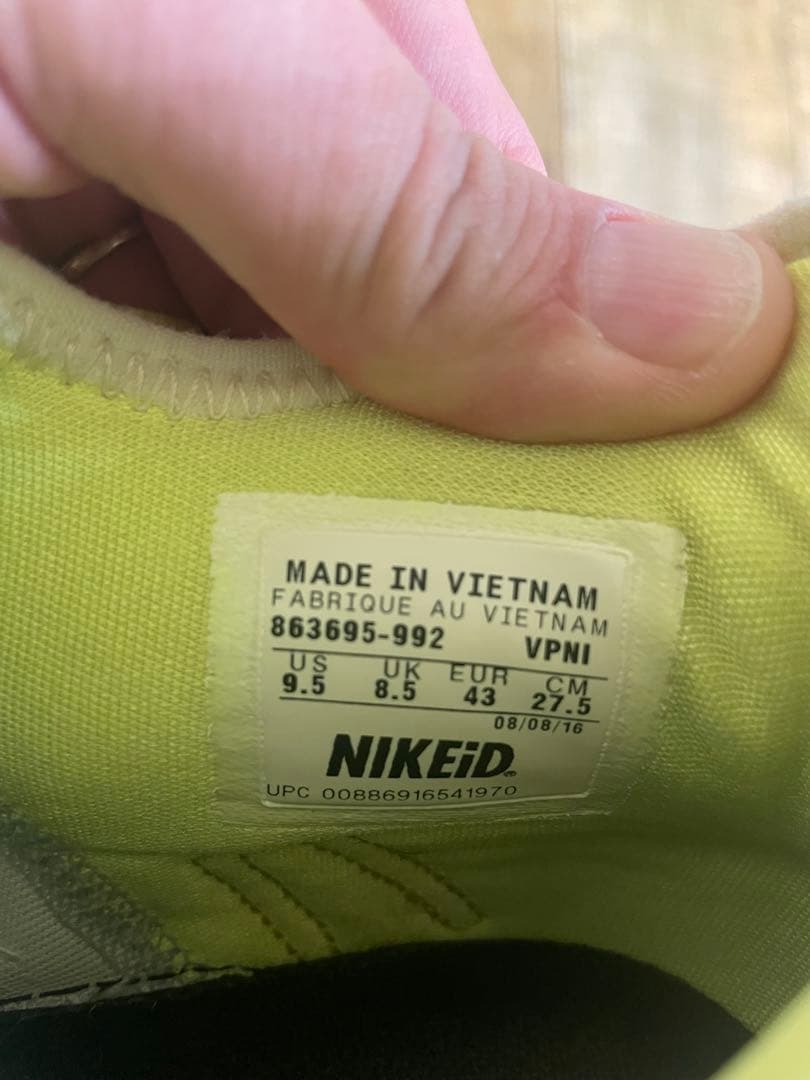 MADE IN VIETNAM
FABRIQUE AU VIETNAM
863695-992 VPNI
US UK EUR CM
9.5 8.5 43 27.5
08/08/16
NIKEiD.
UPC 00886916541970